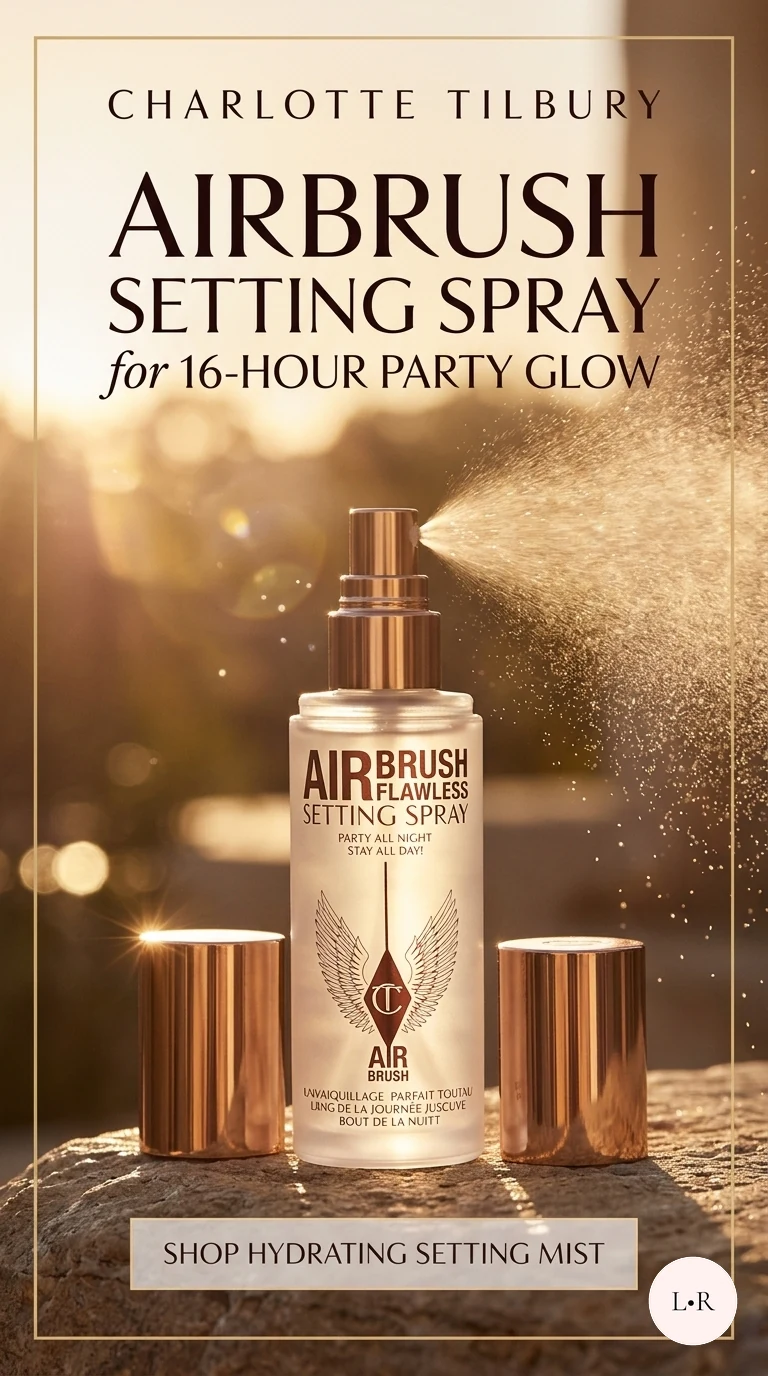 CHARLOTTE TILBURY
AIRBRUSH
SETTING SPRAY
for 16-HOUR PARTY GLOW
AIRBRUSH
FLAWLESS
SETTING SPRAY
PARTY ALL NIGHT
STAY ALL DAY!
CT
AIR
BRUSH
UNVAIQUILLAGE PARFAIT TOUTAU
LING DE LA JOURNÉE JUSCUVE
BOUT DE LA NUITT
SHOP HYDRATING SETTING MIST
L•R